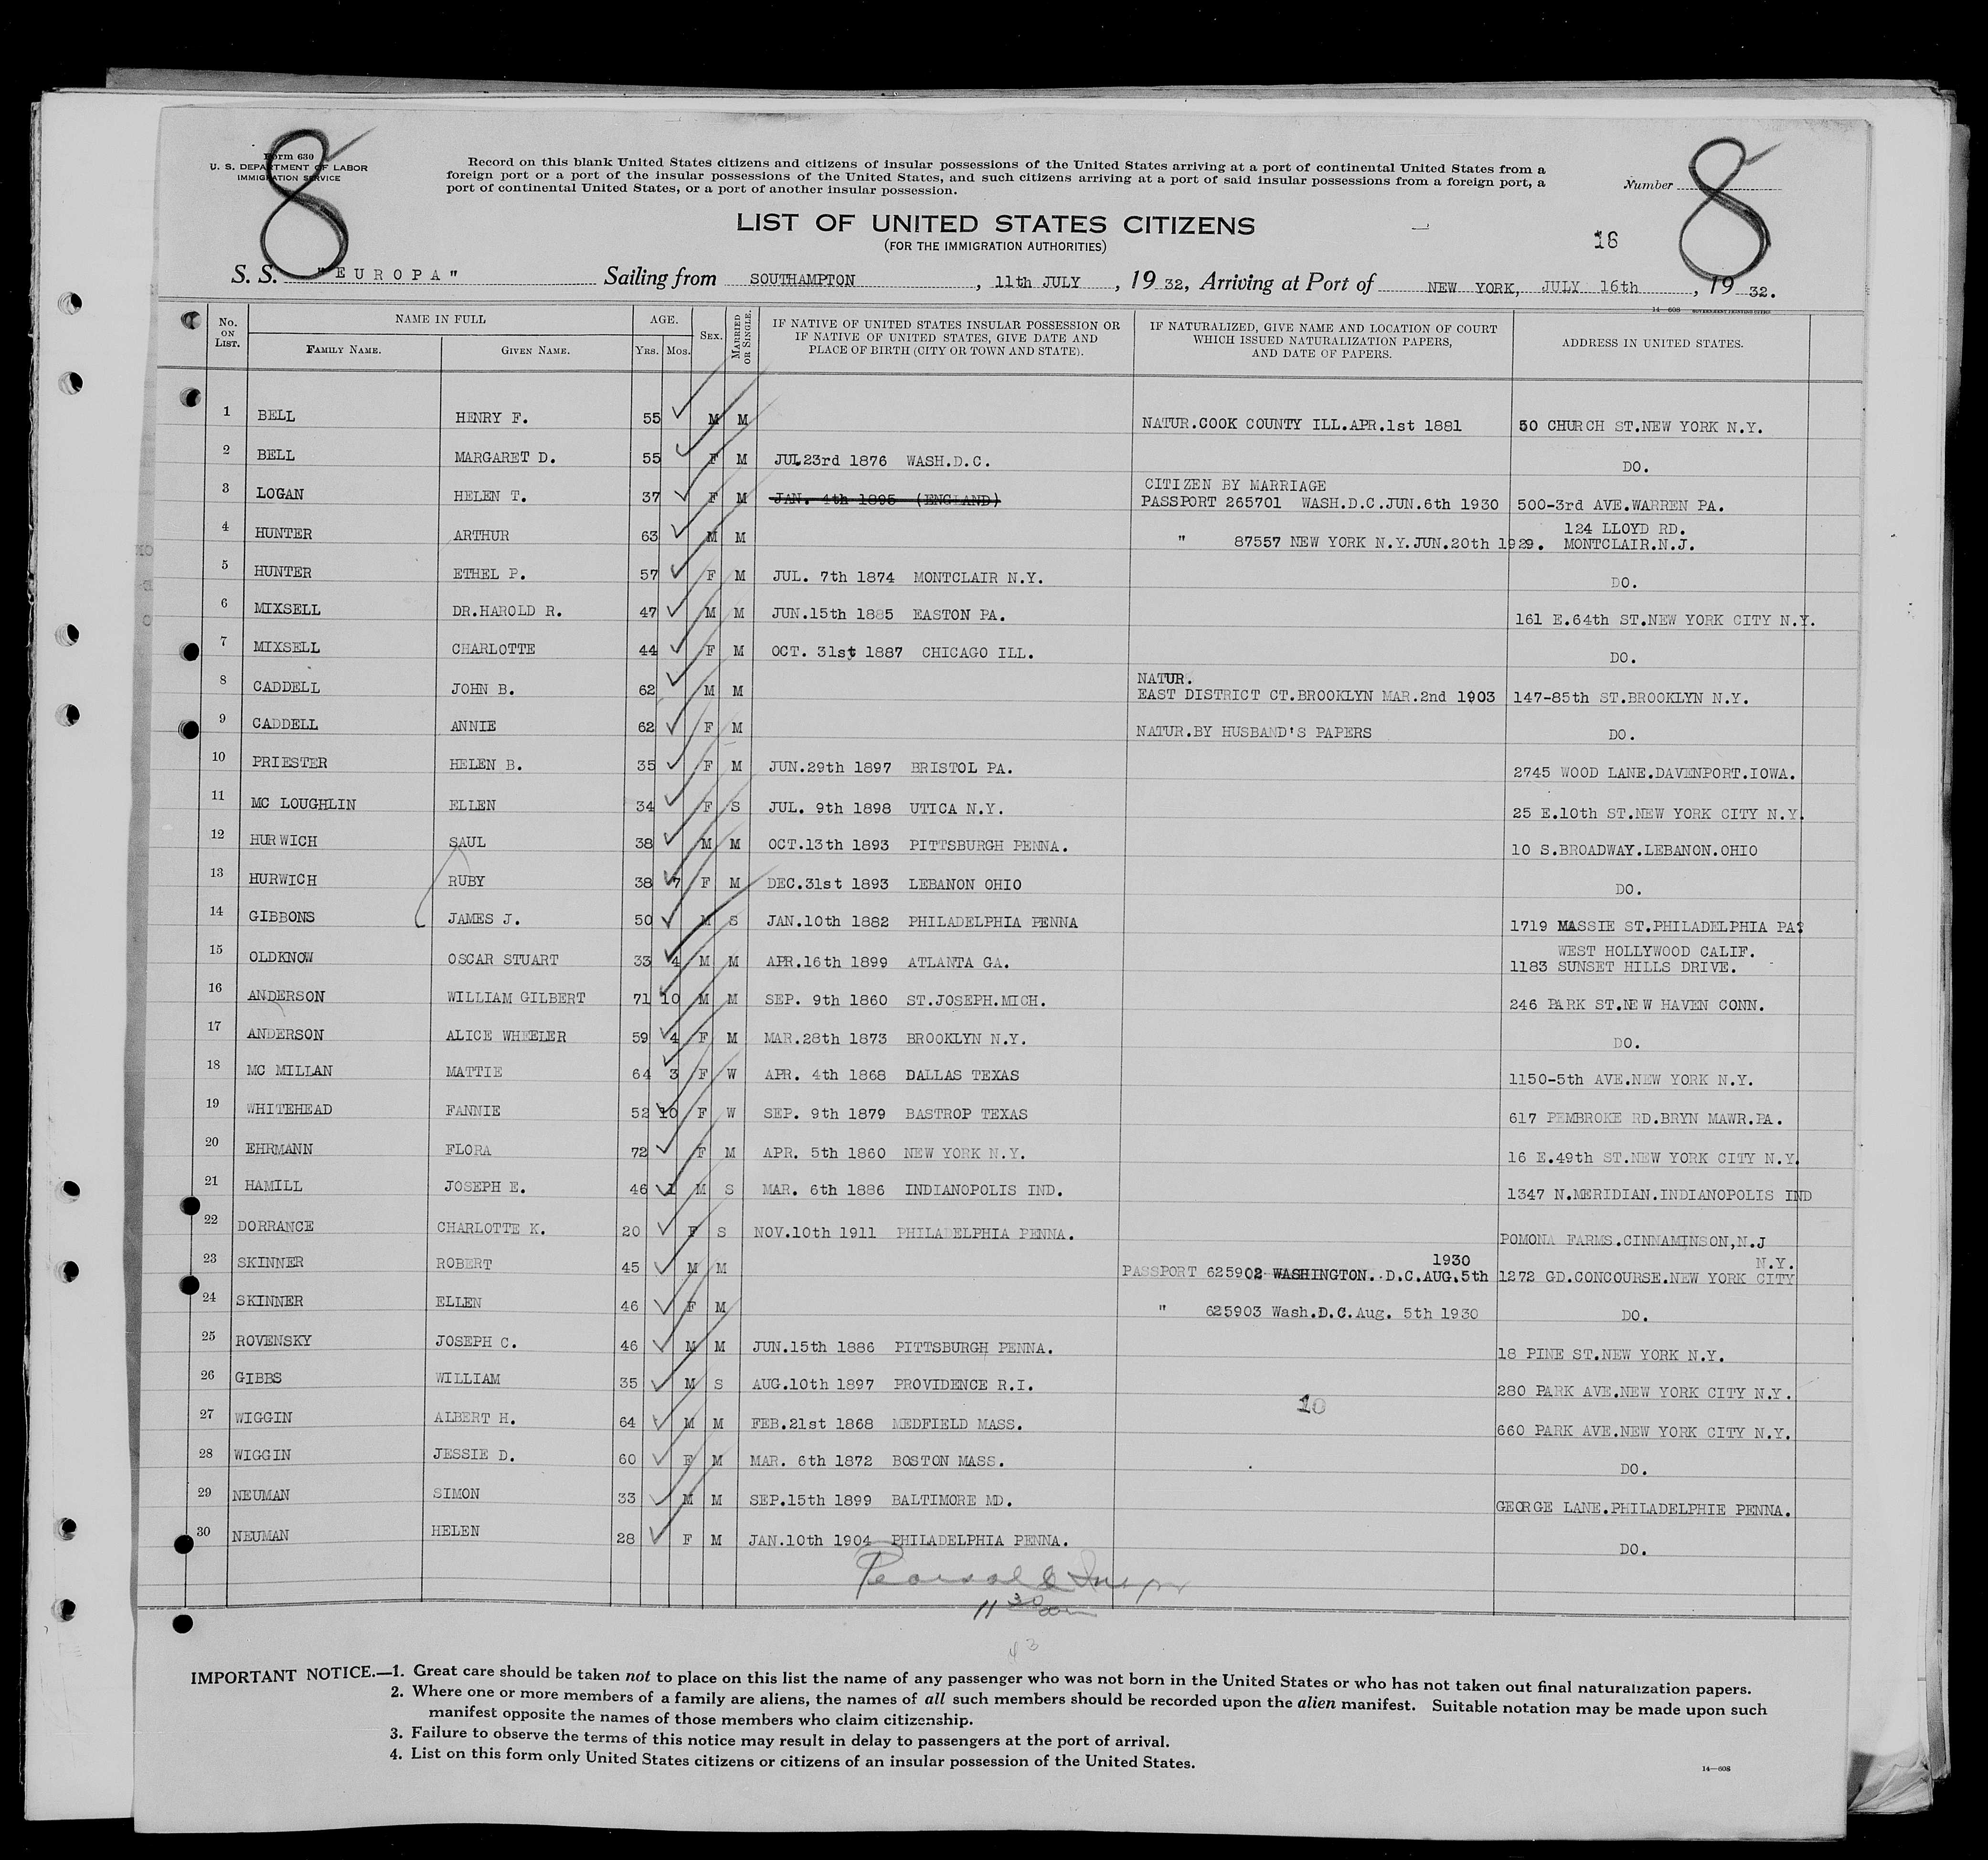 8
8
Form 630
U. S. DEPARTMENT OF LABOR
IMMIGRATION SERVICE
Record on this blank United States citizens and citizens of insular possessions of the United States arriving at a port of continental United States from a
foreign port or a port of the insular possessions of the United States, and such citizens arriving at a port of said insular possessions from a foreign port, a
port of continental United States, or a port of another insular possession.
Number
LIST OF UNITED STATES CITIZENS
(FOR THE IMMIGRATION AUTHORITIES)
16
S. S. "EUROPA" Sailing from SOUTHAMPTON, 11th JULY, 1932, Arriving at Port of NEW YORK, JULY 16th, 1932.
14—608 GOVERNMENT PRINTING OFFICE
No. ON LIST. NAME IN FULL FAMILY NAME. GIVEN NAME. AGE. YRS. MOS. SEX. MARRIED OR SINGLE. IF NATIVE OF UNITED STATES INSULAR POSSESSION OR IF NATIVE OF UNITED STATES, GIVE DATE AND PLACE OF BIRTH (CITY OR TOWN AND STATE). IF NATURALIZED, GIVE NAME AND LOCATION OF COURT WHICH ISSUED NATURALIZATION PAPERS, AND DATE OF PAPERS. ADDRESS IN UNITED STATES.
1 BELL HENRY F. 55 M M NATUR.COOK COUNTY ILL.APR.1st 1881 50 CHURCH ST.NEW YORK N.Y.
2 BELL MARGARET D. 55 F M JUL23rd 1876 WASH.D.C. DO.
3 LOGAN HELEN T. 37 F M JAN. 4th 1895 (ENGLAND) CITIZEN BY MARRIAGE
PASSPORT 265701 WASH.D.C.JUN.6th 1930 500-3rd AVE.WARREN PA.
4 HUNTER ARTHUR 63 M M " 87557 NEW YORK N.Y.JUN.20th 1929. 124 LLOYD RD.
MONTCLAIR.N.J.
5 HUNTER ETHEL P. 57 F M JUL. 7th 1874 MONTCLAIR N.Y. DO.
6 MIXSELL DR.HAROLD R. 47 M M JUN.15th 1885 EASTON PA. 161 E.64th ST.NEW YORK CITY N.Y.
7 MIXSELL CHARLOTTE 44 F M OCT. 31st 1887 CHICAGO ILL. DO.
8 CADDELL JOHN B. 62 M M NATUR.
EAST DISTRICT CT.BROOKLYN MAR.2nd 1903 147-85th ST.BROOKLYN N.Y.
9 CADDELL ANNIE 62 F M NATUR.BY HUSBAND'S PAPERS DO.
10 PRIESTER HELEN B. 35 F M JUN.29th 1897 BRISTOL PA. 2745 WOOD LANE.DAVENPORT.IOWA.
11 MC LOUGHLIN ELLEN 34 F S JUL. 9th 1898 UTICA N.Y. 25 E.10th ST.NEW YORK CITY N.Y.
12 HURWICH SAUL 38 M M OCT.13th 1893 PITTSBURGH PENNA. 10 S.BROADWAY.LEBANON.OHIO
13 HURWICH RUBY 38 7 F M DEC.31st 1893 LEBANON OHIO DO.
14 GIBBONS JAMES J. 50 M S JAN.10th 1882 PHILADELPHIA PENNA 1719 MASSIE ST.PHILADELPHIA PA?
15 OLDKNOW OSCAR STUART 33 4 M M APR.16th 1899 ATLANTA GA. WEST HOLLYWOOD CALIF.
1183 SUNSET HILLS DRIVE.
16 ANDERSON WILLIAM GILBERT 71 10 M M SEP. 9th 1860 ST.JOSEPH.MICH. 246 PARK ST.NEW HAVEN CONN.
17 ANDERSON ALICE WHEELER 59 4 F M MAR.28th 1873 BROOKLYN N.Y. DO.
18 MC MILLAN MATTIE 64 3 F W APR. 4th 1868 DALLAS TEXAS 1150-5th AVE.NEW YORK N.Y.
19 WHITEHEAD FANNIE 52 10 F W SEP. 9th 1879 BASTROP TEXAS 617 PEMBROKE RD.BRYN MAWR.PA.
20 EHRMANN FLORA 72 F M APR. 5th 1860 NEW YORK N.Y. 16 E.49th ST.NEW YORK CITY N.Y.
21 HAMILL JOSEPH E. 46 1 M S MAR. 6th 1886 INDIANOPOLIS IND. 1347 N.MERIDIAN.INDIANOPOLIS IND
22 DORRANCE CHARLOTTE K. 20 F S NOV.10th 1911 PHILADELPHIA PENNA. POMONA FARMS.CINNAMINSON,N.J
23 SKINNER ROBERT 45 M M 1930 N.Y.
PASSPORT 625902 WASHINGTON. D.C.AUG.5th 1272 GD.CONCOURSE.NEW YORK CITY
24 SKINNER ELLEN 46 F M " 625903 Wash.D.C.Aug. 5th 1930 DO.
25 ROVENSKY JOSEPH C. 46 M M JUN.15th 1886 PITTSBURGH PENNA. 18 PINE ST.NEW YORK N.Y.
26 GIBBS WILLIAM 35 M S AUG.10th 1897 PROVIDENCE R.I. 280 PARK AVE.NEW YORK CITY N.Y.
10
27 WIGGIN ALBERT H. 64 M M FEB.21st 1868 MEDFIELD MASS. 660 PARK AVE.NEW YORK CITY N.Y.
28 WIGGIN JESSIE D. 60 F M MAR. 6th 1872 BOSTON MASS. DO.
29 NEUMAN SIMON 33 M M SEP.15th 1899 BALTIMORE MD. GEORGE LANE.PHILADELPHIE PENNA.
30 NEUMAN HELEN 28 F M JAN.10th 1904 PHILADELPHIA PENNA. DO.
11 30 am
43
IMPORTANT NOTICE.—1. Great care should be taken not to place on this list the name of any passenger who was not born in the United States or who has not taken out final naturalization papers.
2. Where one or more members of a family are aliens, the names of all such members should be recorded upon the alien manifest. Suitable notation may be made upon such
manifest opposite the names of those members who claim citizenship.
3. Failure to observe the terms of this notice may result in delay to passengers at the port of arrival.
4. List on this form only United States citizens or citizens of an insular possession of the United States.
14—608